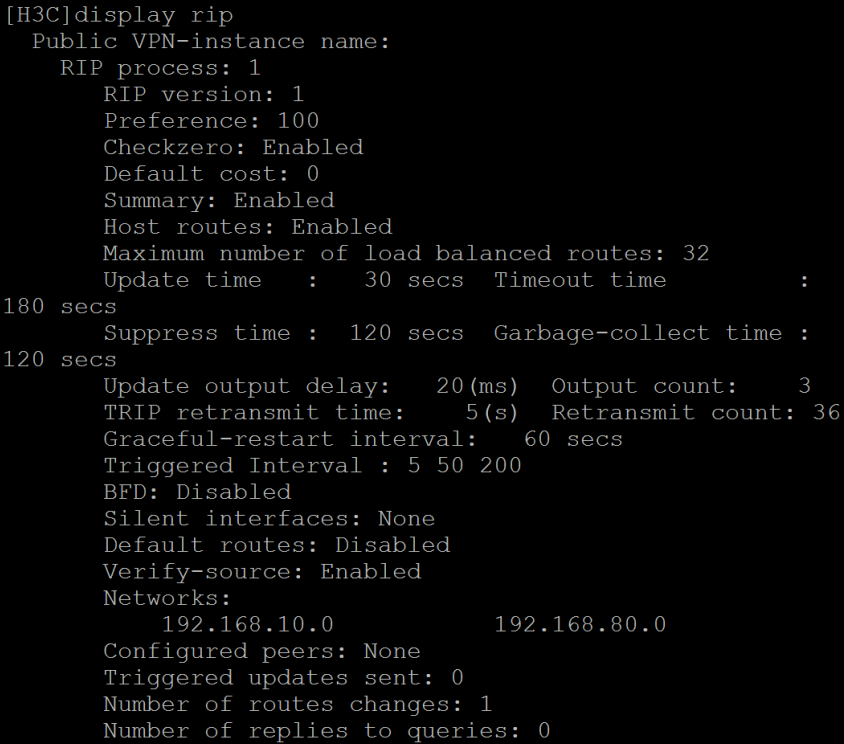 [H3C]display rip
Public VPN-instance name:
RIP process: 1
RIP version: 1
Preference: 100
Checkzero: Enabled
Default cost: 0
Summary: Enabled
Host routes: Enabled
Maximum number of load balanced routes: 32
Update time : 30 secs Timeout time :
180 secs
Suppress time : 120 secs Garbage-collect time :
120 secs
Update output delay: 20(ms) Output count: 3
TRIP retransmit time: 5(s) Retransmit count: 36
Graceful-restart interval: 60 secs
Triggered Interval : 5 50 200
BFD: Disabled
Silent interfaces: None
Default routes: Disabled
Verify-source: Enabled
Networks:
192.168.10.0 192.168.80.0
Configured peers: None
Triggered updates sent: 0
Number of routes changes: 1
Number of replies to queries: 0